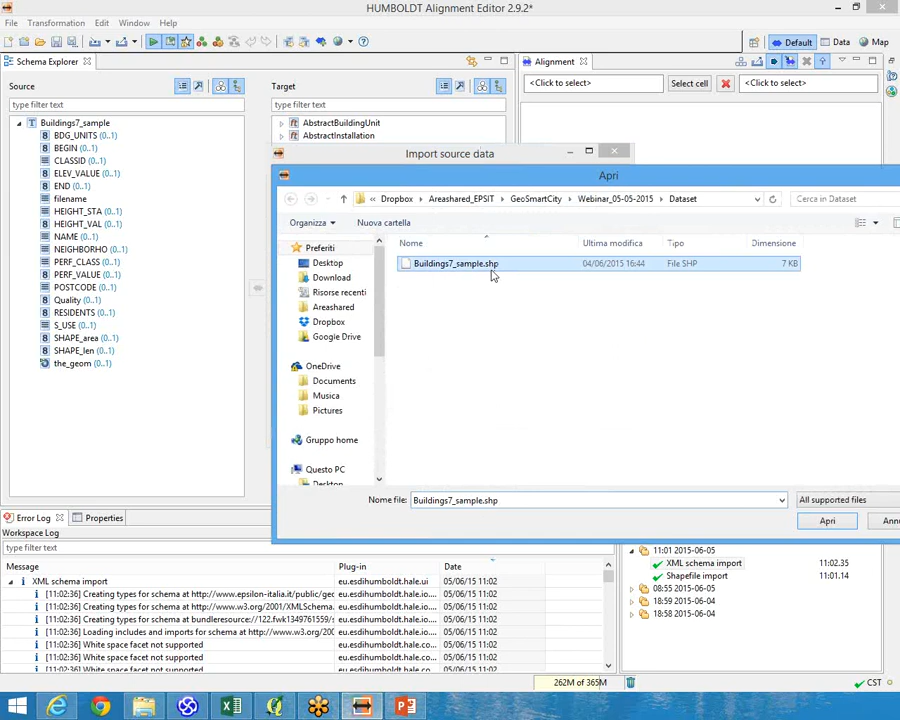 HUMBOLDT Alignment Editor 2.9.2*
File Transformation Edit Window Help
Default Data Map
Schema Explorer
Alignment
Source
Target
<Click to select> Select cell <Click to select>
type filter text
type filter text
Buildings7_sample
BDG_UNITS (0..1)
BEGIN (0..1)
CLASSID (0..1)
ELEV_VALUE (0..1)
END (0..1)
filename
HEIGHT_STA (0..1)
HEIGHT_VAL (0..1)
NAME (0..1)
NEIGHBORHO (0..1)
PERF_CLASS (0..1)
PERF_VALUE (0..1)
POSTCODE (0..1)
Quality (0..1)
RESIDENTS (0..1)
S_USE (0..1)
SHAPE_area (0..1)
SHAPE_len (0..1)
the_geom (0..1)
AbstractBuildingUnit
AbstractInstallation
Import source data
Apri
« Dropbox Areashared_EPSIT GeoSmartCity Webinar_05-05-2015 Dataset
Cerca in Dataset
Organizza Nuova cartella
Preferiti
Desktop
Download
Risorse recenti
Areashared
Dropbox
Google Drive
OneDrive
Documents
Musica
Pictures
Gruppo home
Questo PC
Desktop
Nome Ultima modifica Tipo Dimensione
Buildings7_sample.shp 04/06/2015 16:44 File SHP 7 KB
Nome file: Buildings7_sample.shp
All supported files
Apri
Error Log Properties
Workspace Log
type filter text
Message Plug-in Date
XML schema import eu.esdihumboldt.hale.ui 05/06/15 11:02
[11:02:36] Creating types for schema at http://www.epsilon-italia.it/public/ge eu.esdihumboldt.hale.io.... 05/06/15 11:02
[11:02:36] Creating types for schema at http://www.w3.org/2001/XMLSchema. eu.esdihumboldt.hale.io.... 05/06/15 11:02
[11:02:36] Creating types for schema at bundleresource://122.fwk1349761559/s eu.esdihumboldt.hale.io.... 05/06/15 11:02
[11:02:36] Loading includes and imports for schema at http://www.w3.org/20( eu.esdihumboldt.hale.io.... 05/06/15 11:02
[11:02:36] White space facet not supported eu.esdihumboldt.hale.co... 05/06/15 11:02
[11:02:36] White space facet not supported eu.esdihumboldt.hale.co... 05/06/15 11:02
11:01 2015-06-05
XML schema import 11:02.35
Shapefile import 11:01.14
08:55 2015-06-05
18:59 2015-06-04
18:58 2015-06-04
262M of 365M
CST